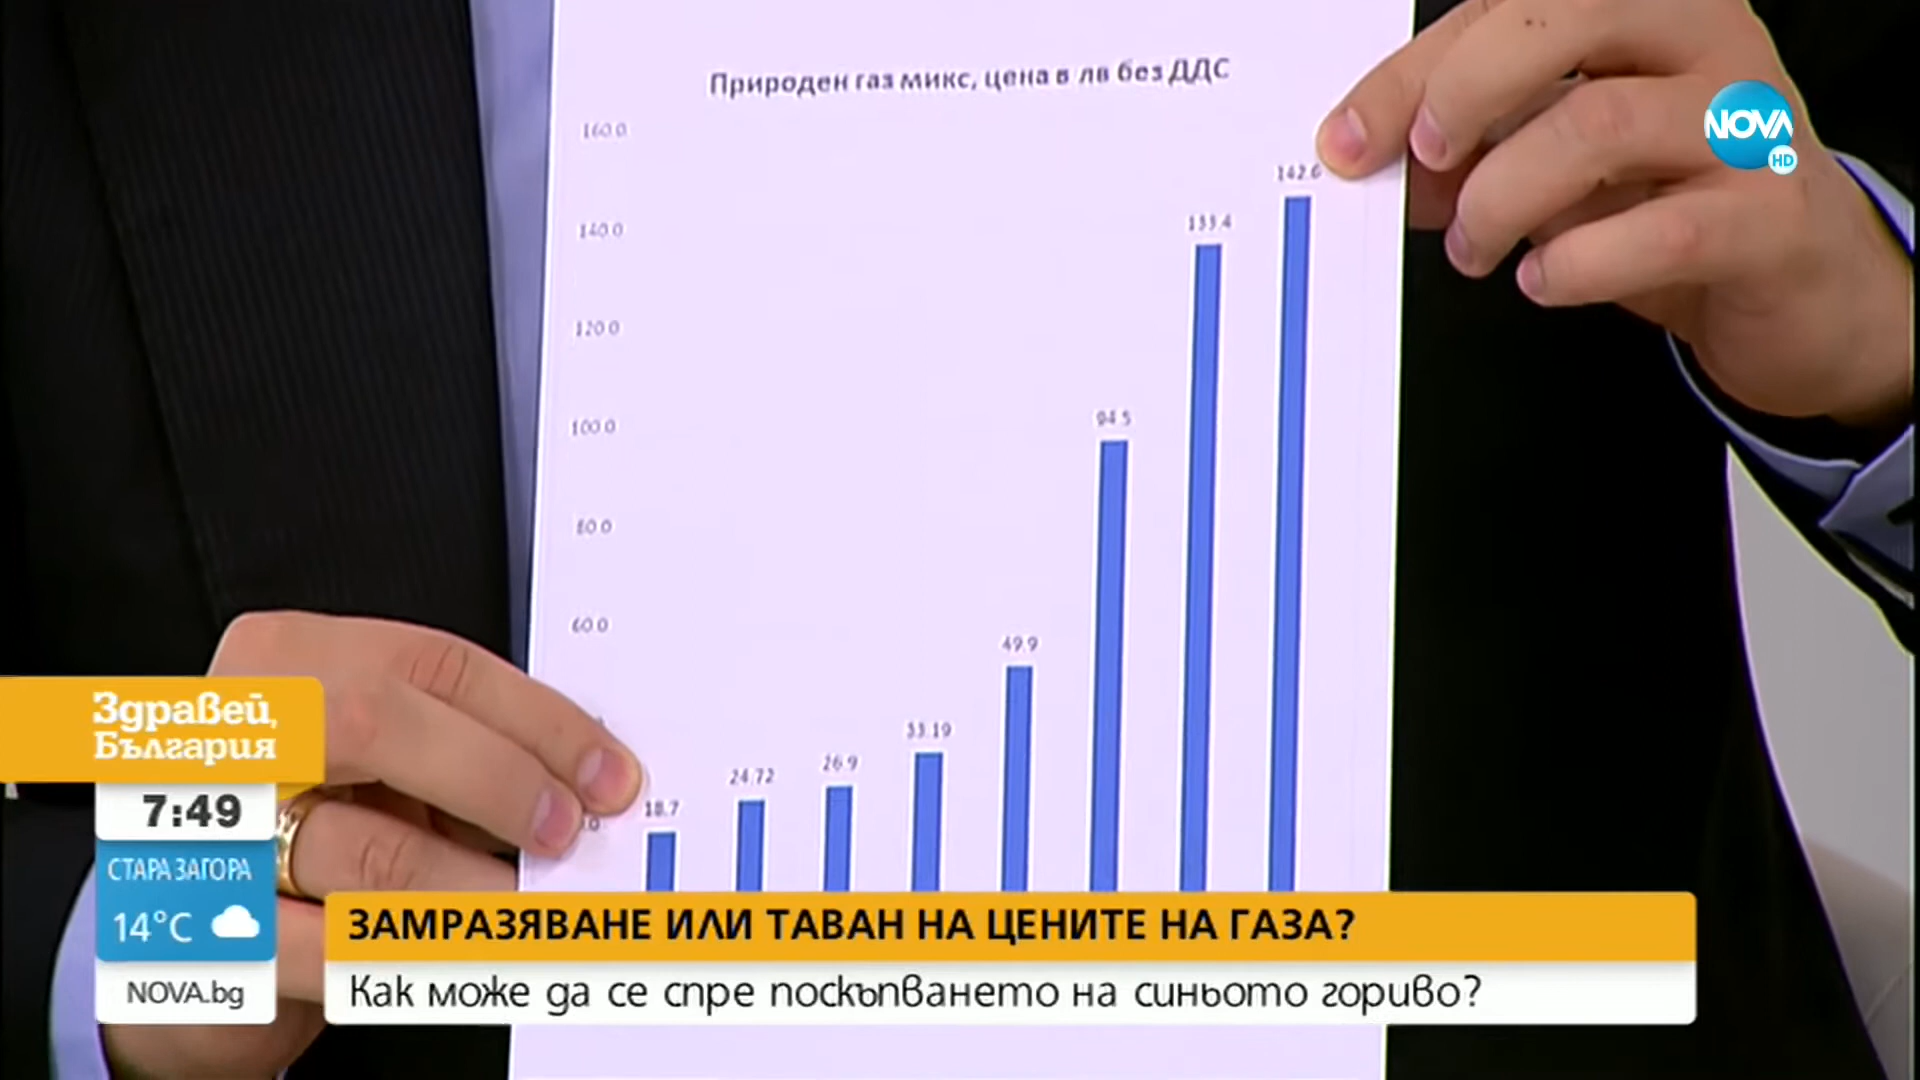 Природен газ микс, цена в лв без ДДС
160.0
140.0
120.0
100.0
80.0
60.0
142.6
133.4
94.5
49.9
33.19
26.9
24.72
18.7
NOVA
HD
Здравей,
България
7:49
СТАРА ЗАГОРА
14°C
NOVA.bg
ЗАМРАЗЯВАНЕ ИЛИ ТАВАН НА ЦЕНИТЕ НА ГАЗА?
Как може да се спре поскъпването на синьото гориво?